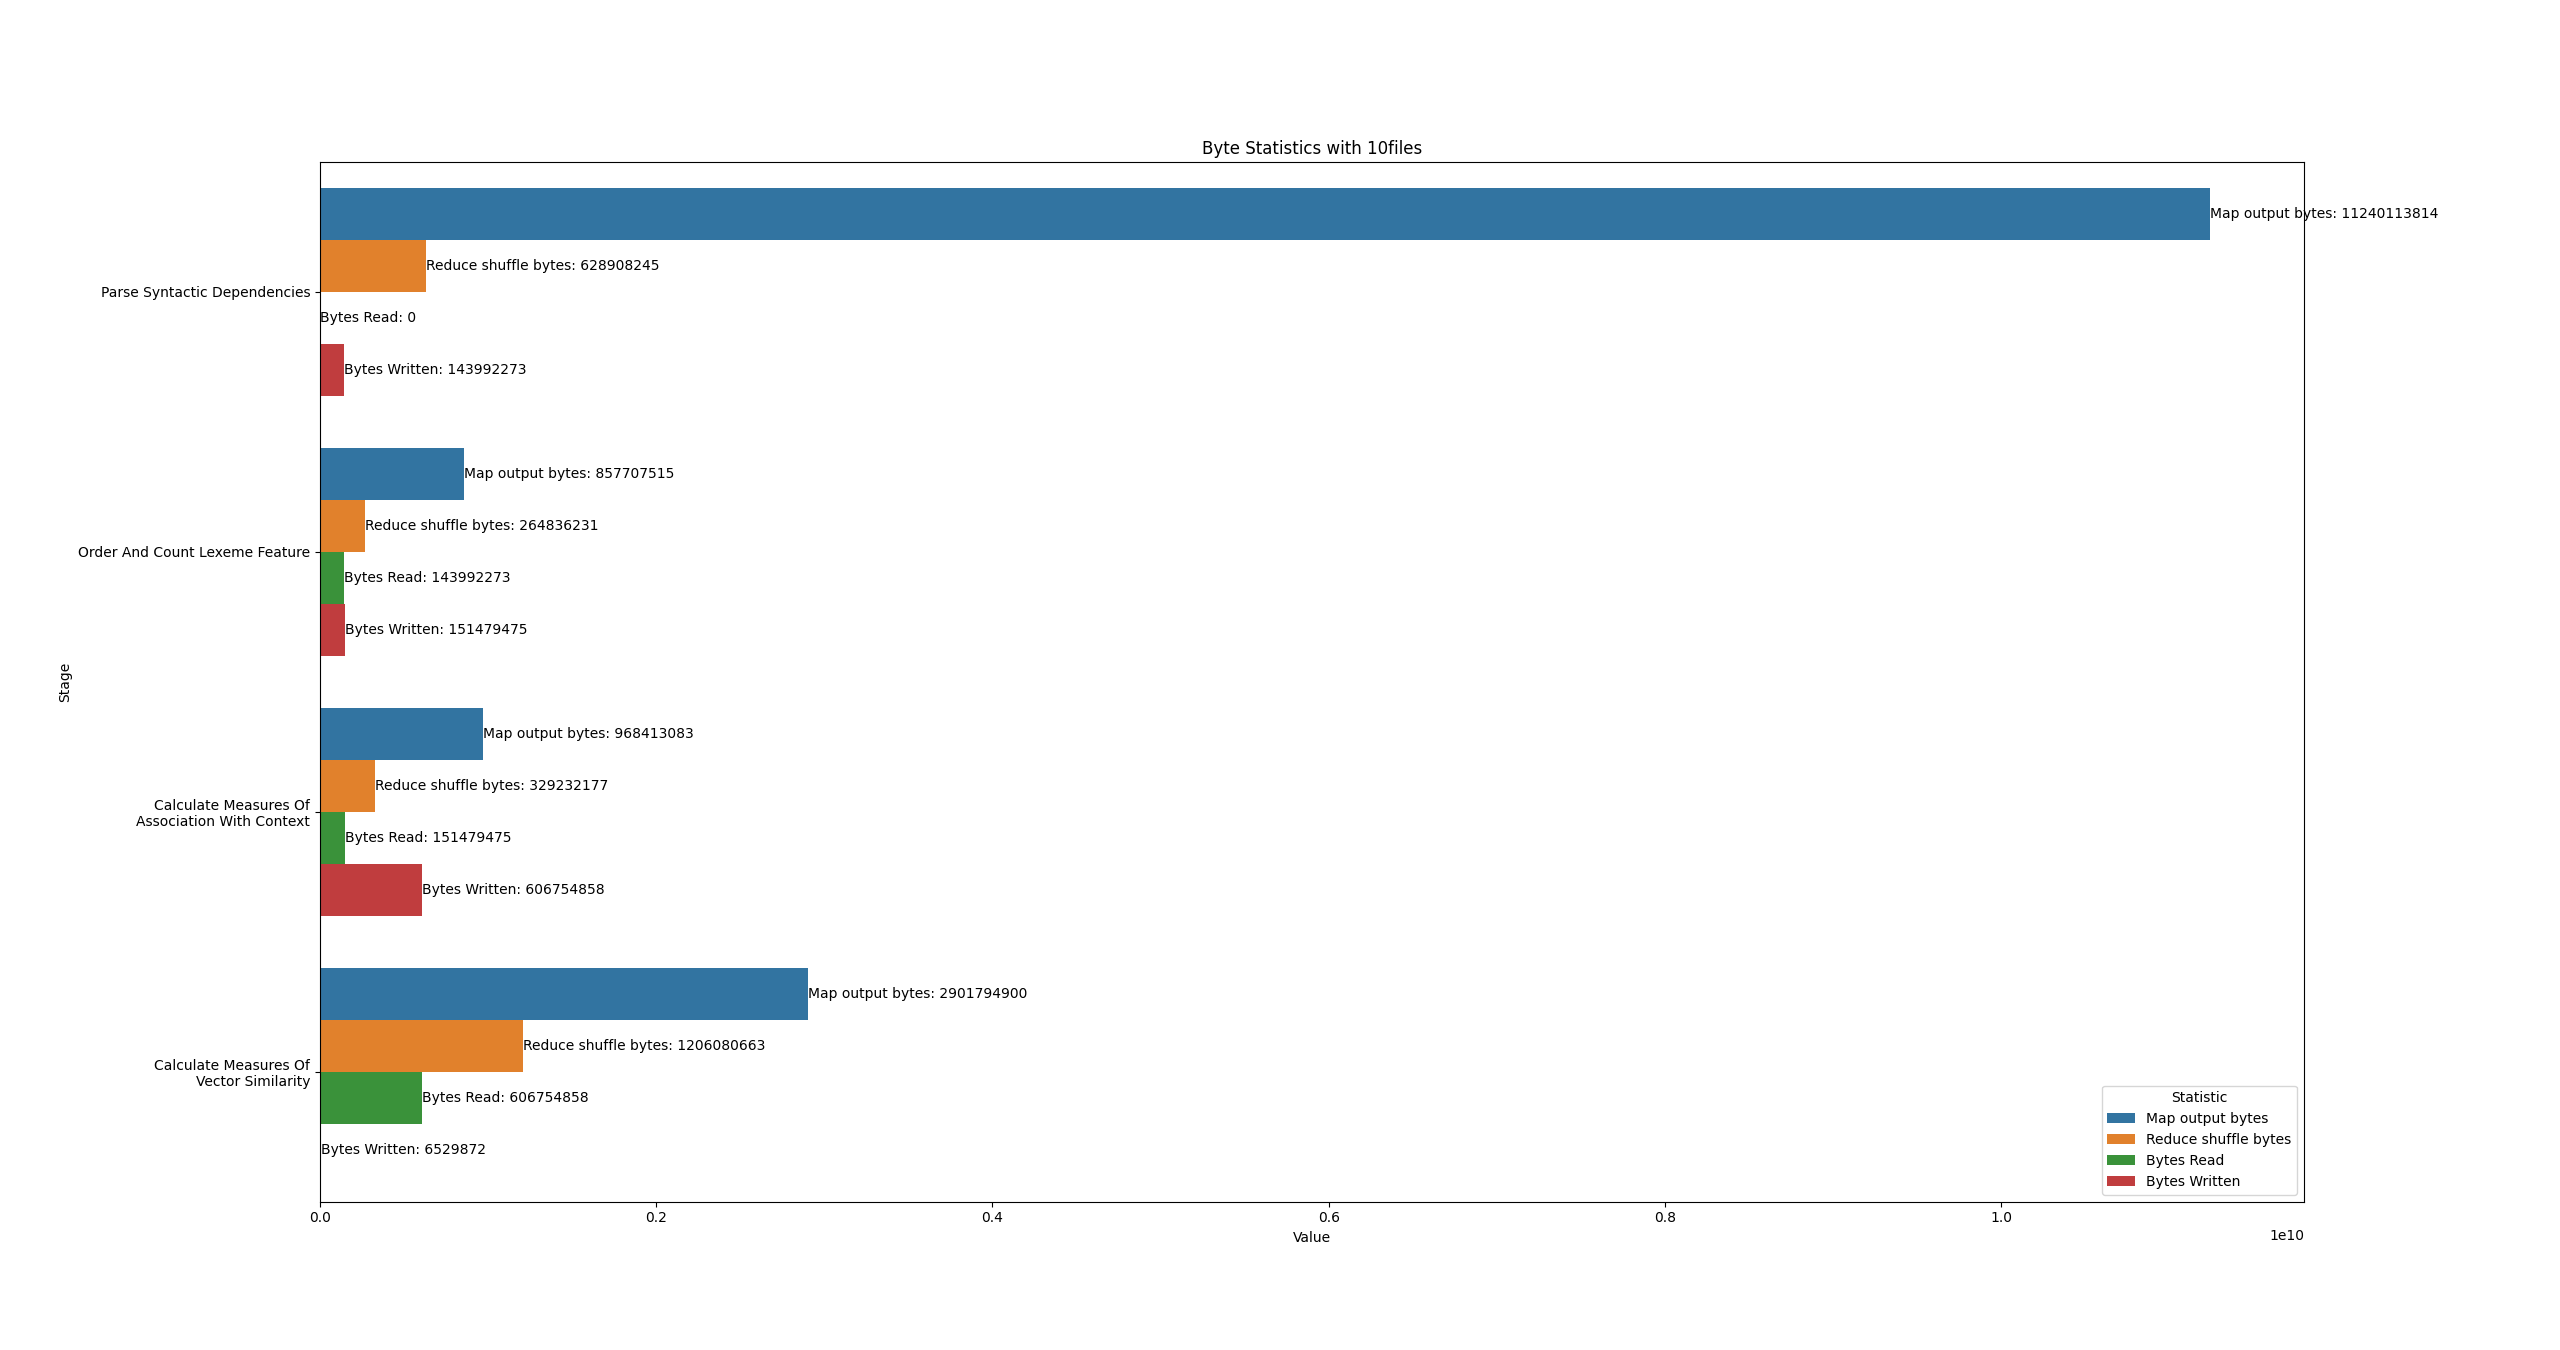 Byte Statistics with 10files
Map output bytes: 11240113814
Reduce shuffle bytes: 628908245
Parse Syntactic Dependencies
Bytes Read: 0
Bytes Written: 143992273
Map output bytes: 857707515
Reduce shuffle bytes: 264836231
Order And Count Lexeme Feature
Bytes Read: 143992273
Bytes Written: 151479475
Stage
Map output bytes: 968413083
Reduce shuffle bytes: 329232177
Calculate Measures Of
Association With Context
Bytes Read: 151479475
Bytes Written: 606754858
Map output bytes: 2901794900
Reduce shuffle bytes: 1206080663
Calculate Measures Of
Vector Similarity
Bytes Read: 606754858
Bytes Written: 6529872
Statistic
Map output bytes
Reduce shuffle bytes
Bytes Read
Bytes Written
0.0 0.2 0.4 0.6 0.8 1.0
1e10
Value